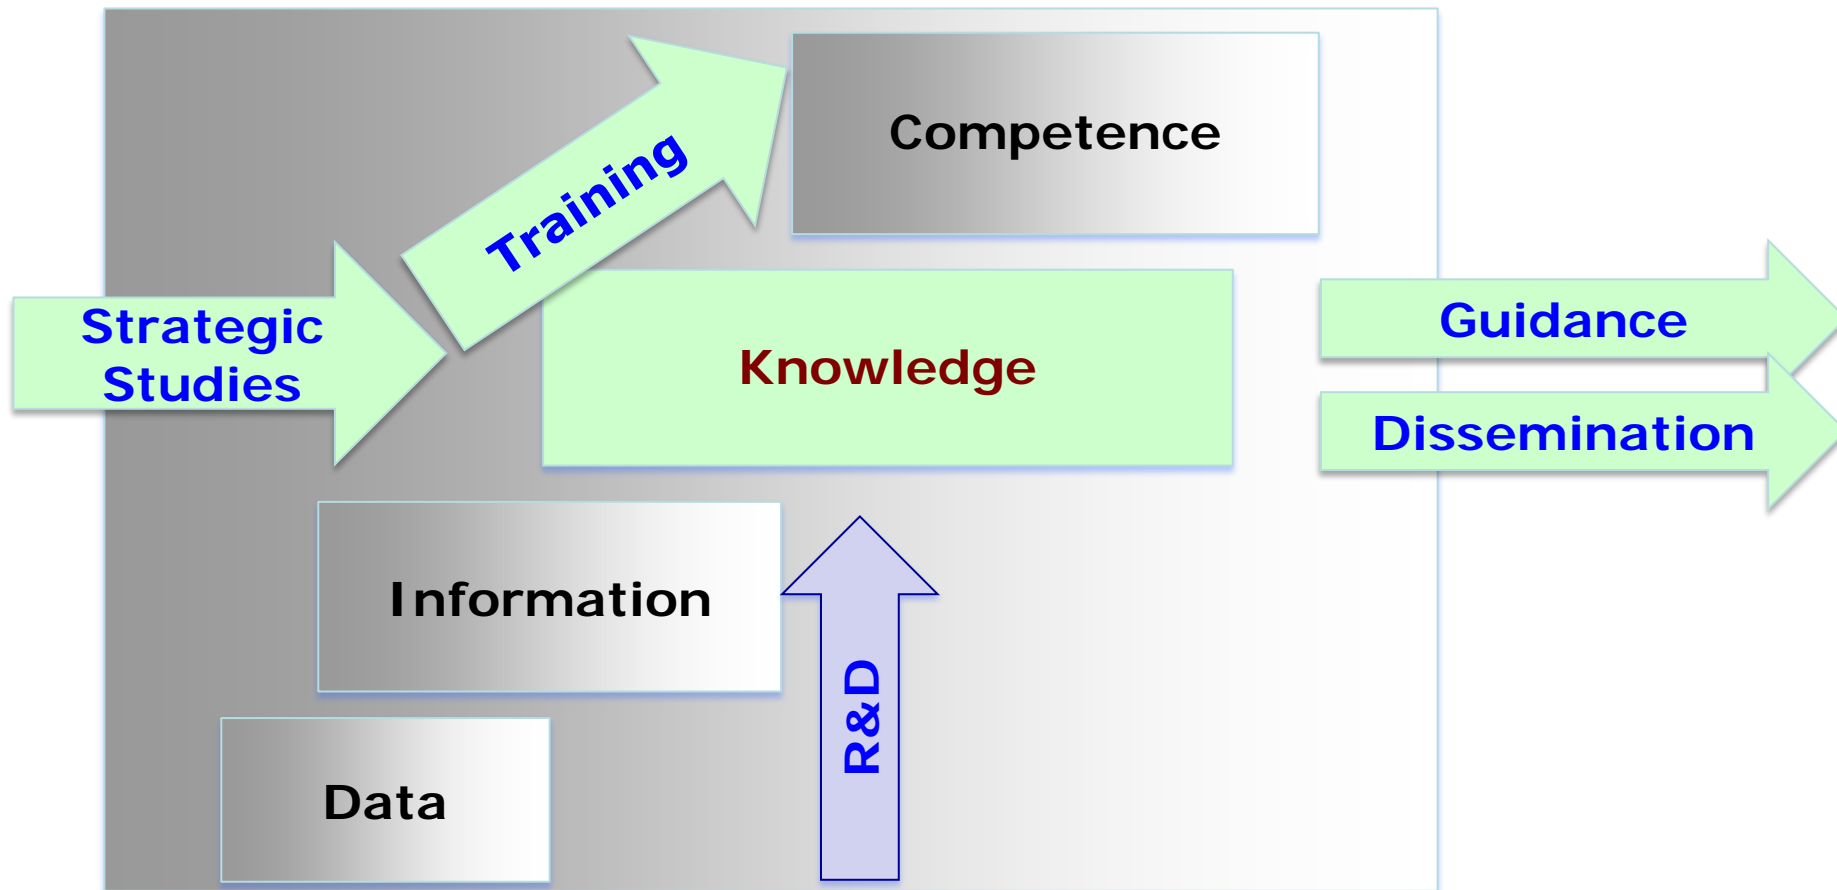 Competence
Training
Strategic
Studies
Knowledge
Guidance
Dissemination
Information
R&D
Data